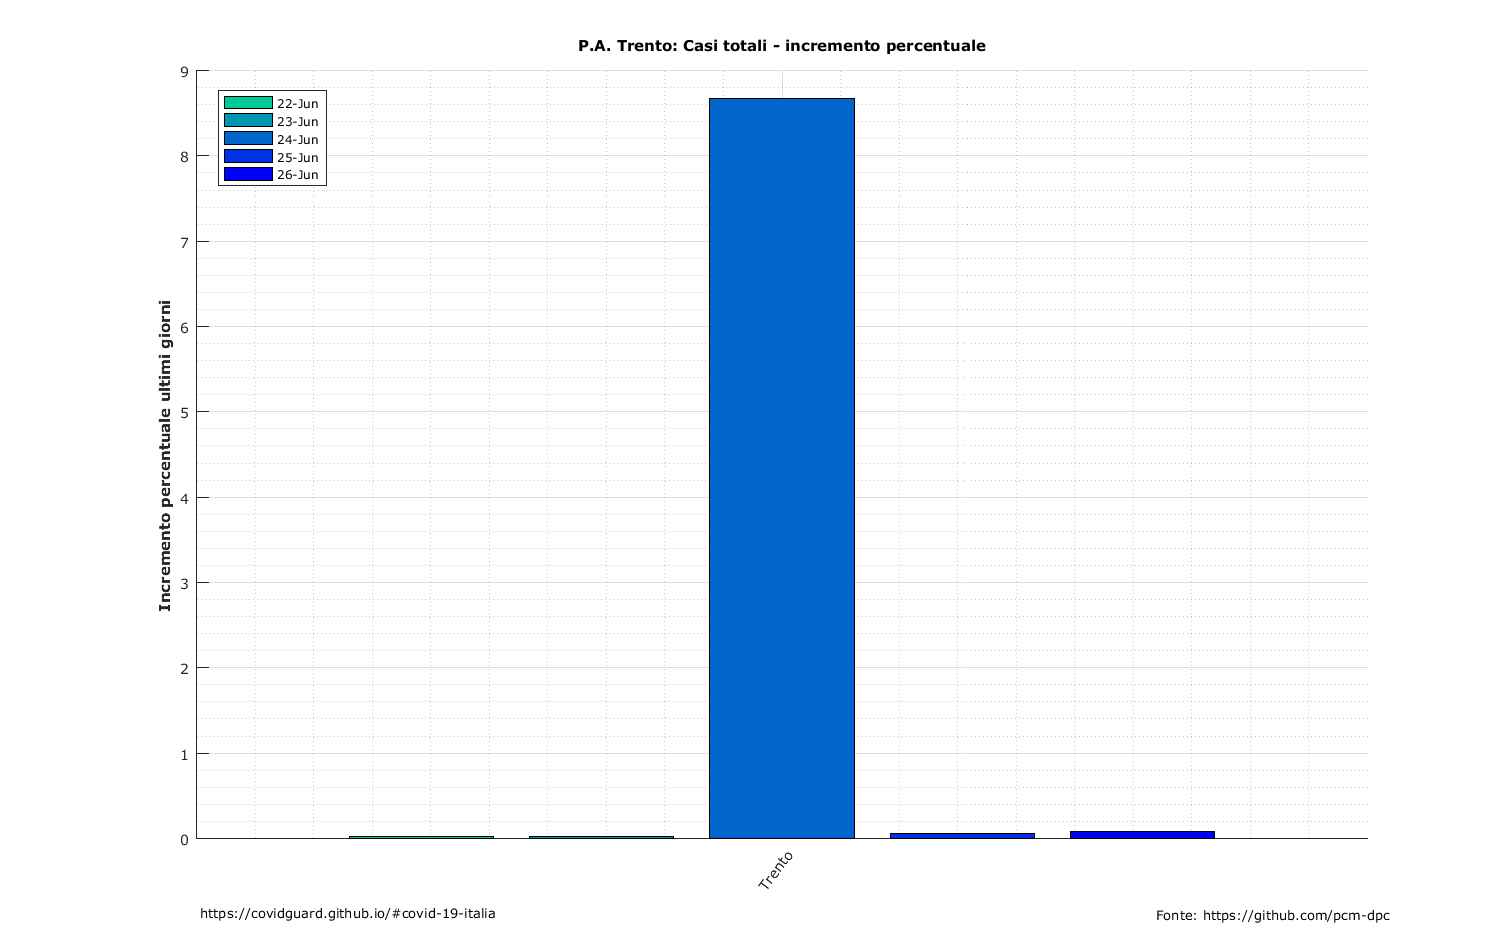 P.A. Trento: Casi totali - incremento percentuale
9
8
7
6
5
4
3
2
1
0
22-Jun
23-Jun
24-Jun
25-Jun
26-Jun
Incremento percentuale ultimi giorni
Trento
https://covidguard.github.io/#covid-19-italia
Fonte: https://github.com/pcm-dpc